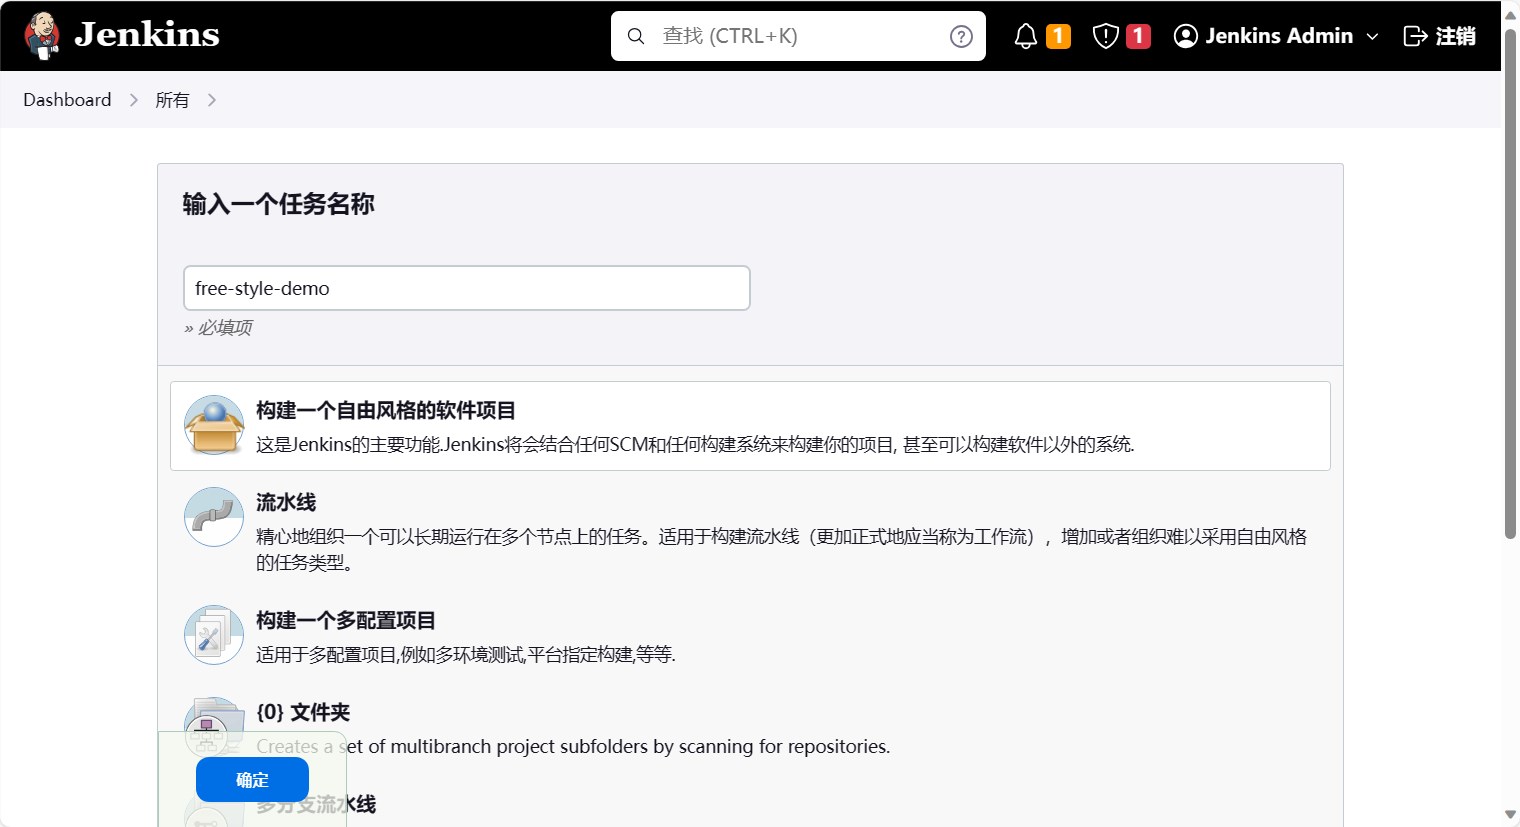 Jenkins
查找 (CTRL+K)
1
1
Jenkins Admin
注销
Dashboard
所有
输入一个任务名称
free-style-demo
» 必填项
构建一个自由风格的软件项目
这是Jenkins的主要功能.Jenkins将会结合任何SCM和任何构建系统来构建你的项目, 甚至可以构建软件以外的系统.
流水线
精心地组织一个可以长期运行在多个节点上的任务。适用于构建流水线（更加正式地应当称为工作流），增加或者组织难以采用自由风格
的任务类型。
构建一个多配置项目
适用于多配置项目,例如多环境测试,平台指定构建,等等.
{0} 文件夹
Creates a set of multibranch project subfolders by scanning for repositories.
确定
多分支流水线